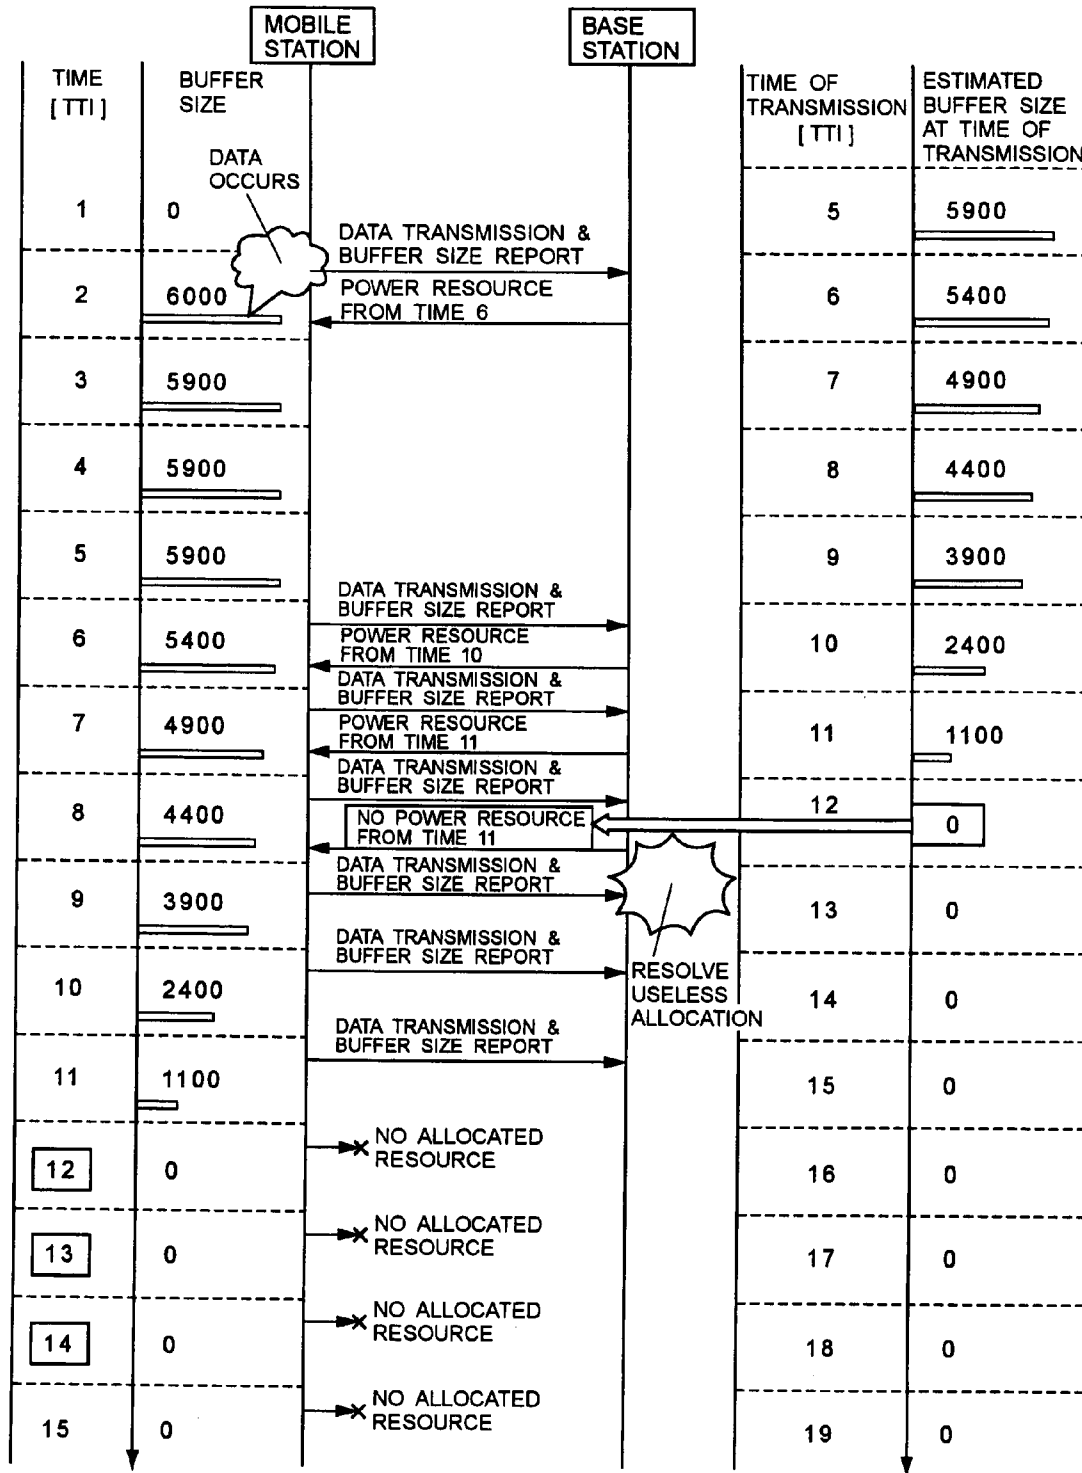 MOBILE
STATION
BASE
STATION
TIME
[ TTI ]
BUFFER
SIZE
TIME OF
TRANSMISSION
[ TTI ]
ESTIMATED
BUFFER SIZE
AT TIME OF
TRANSMISSION
DATA
OCCURS
1 0
5 5900
DATA TRANSMISSION &
BUFFER SIZE REPORT
2 6000
POWER RESOURCE
FROM TIME 6
6 5400
3 5900
7 4900
4 5900
8 4400
5 5900
9 3900
DATA TRANSMISSION &
BUFFER SIZE REPORT
6 5400
POWER RESOURCE
FROM TIME 10
10 2400
DATA TRANSMISSION &
BUFFER SIZE REPORT
7 4900
POWER RESOURCE
FROM TIME 11
11 1100
DATA TRANSMISSION &
BUFFER SIZE REPORT
8 4400
NO POWER RESOURCE
FROM TIME 11
12 0
DATA TRANSMISSION &
BUFFER SIZE REPORT
9 3900
13 0
DATA TRANSMISSION &
BUFFER SIZE REPORT
RESOLVE
USELESS
ALLOCATION
10 2400
14 0
DATA TRANSMISSION &
BUFFER SIZE REPORT
11 1100
15 0
NO ALLOCATED
RESOURCE
12 0
16 0
NO ALLOCATED
RESOURCE
13 0
17 0
NO ALLOCATED
RESOURCE
14 0
18 0
NO ALLOCATED
RESOURCE
15 0
19 0